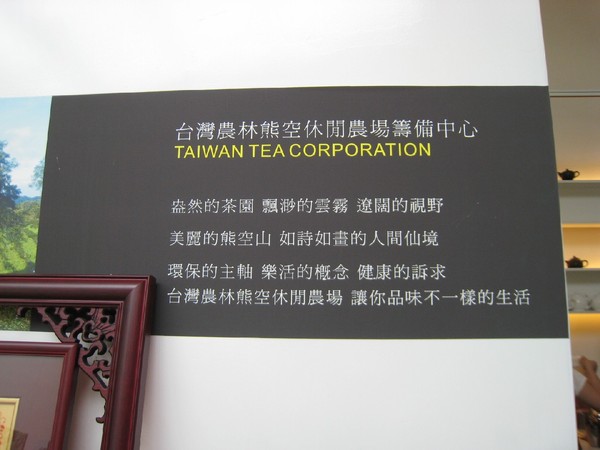 台灣農林熊空休閒農場籌備中心
TAIWAN TEA CORPORATION
盎然的茶園 飄渺的雲霧 遼闊的視野
美麗的熊空山 如詩如畫的人間仙境
環保的主軸 樂活的概念 健康的訴求
台灣農林熊空休閒農場 讓你品味不一樣的生活